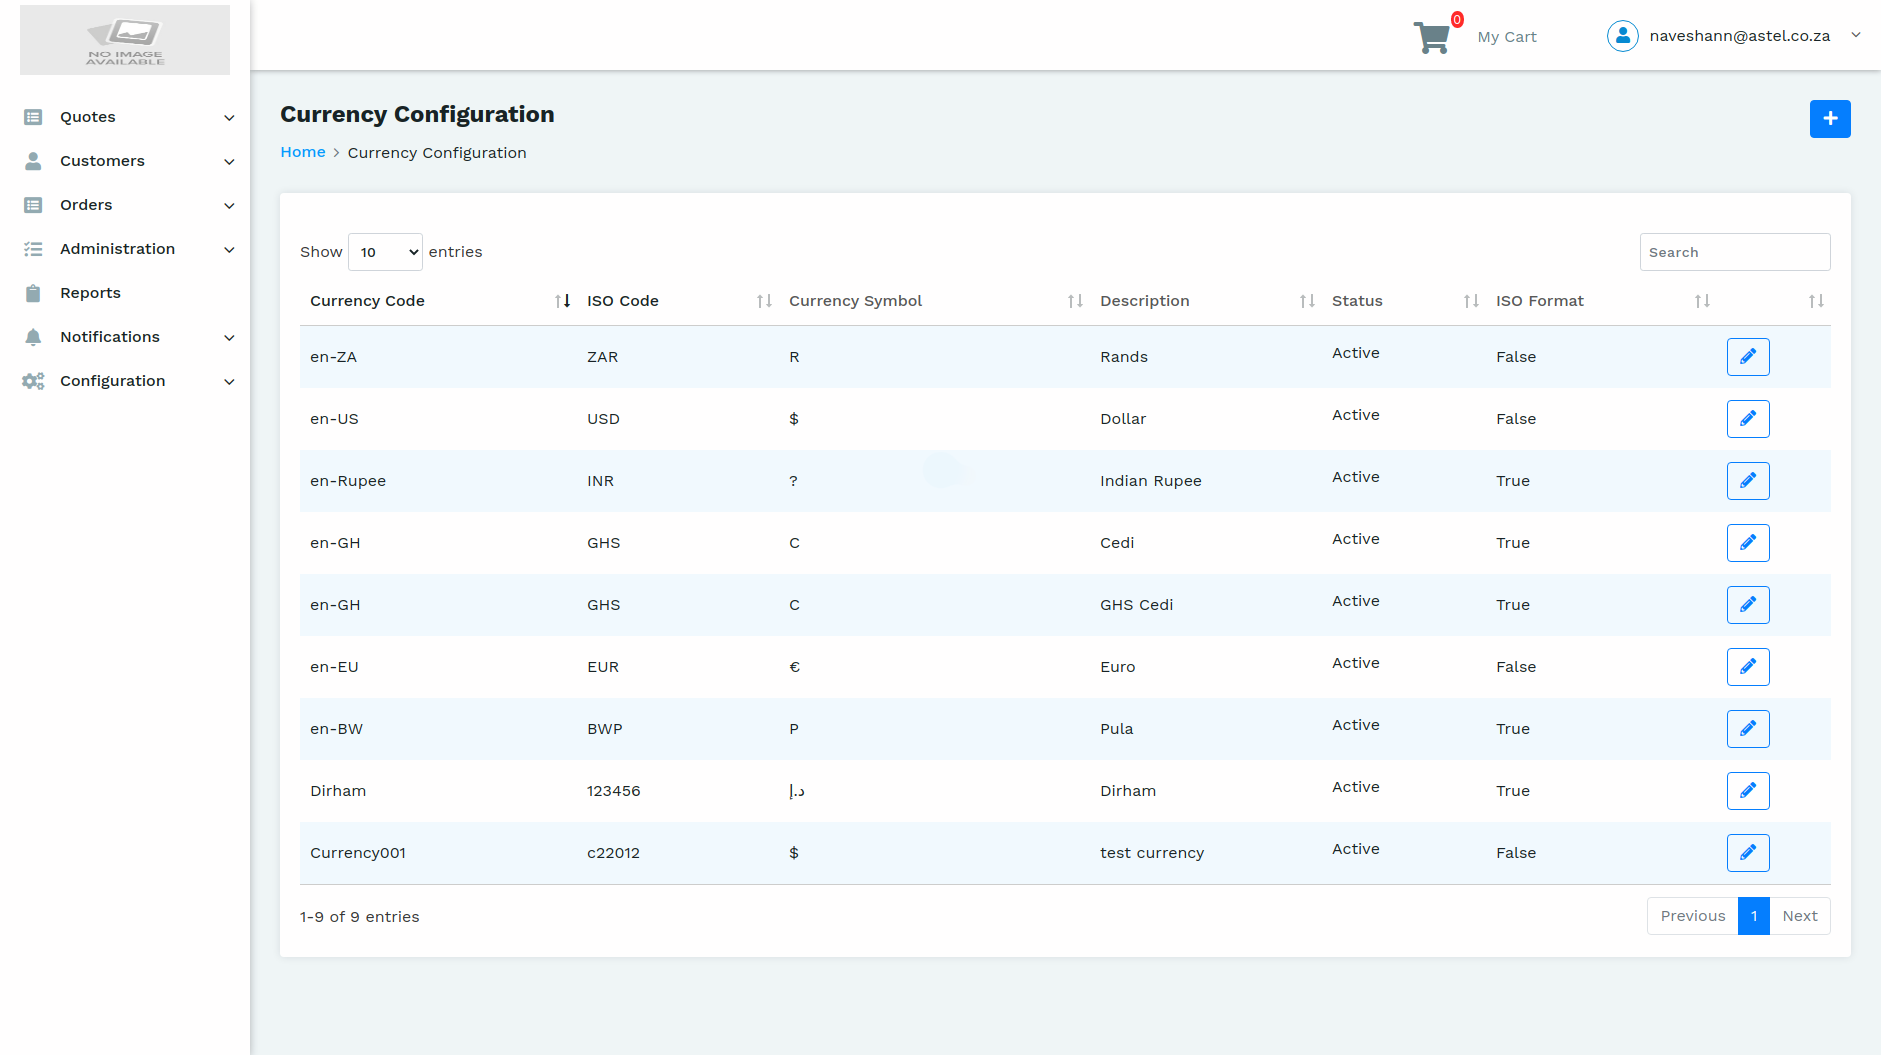 NO IMAGE
AVAILABLE
0
My Cart
naveshann@astel.co.za
Quotes
Customers
Orders
Administration
Reports
Notifications
Configuration
Currency Configuration
Home > Currency Configuration
Show 10 entries
Search
Currency Code ISO Code Currency Symbol Description Status ISO Format
en-ZA ZAR R Rands Active False
en-US USD $ Dollar Active False
en-Rupee INR ? Indian Rupee Active True
en-GH GHS C Cedi Active True
en-GH GHS C GHS Cedi Active True
en-EU EUR € Euro Active False
en-BW BWP P Pula Active True
Dirham 123456 د.إ Dirham Active True
Currency001 c22012 $ test currency Active False
1-9 of 9 entries
Previous 1 Next